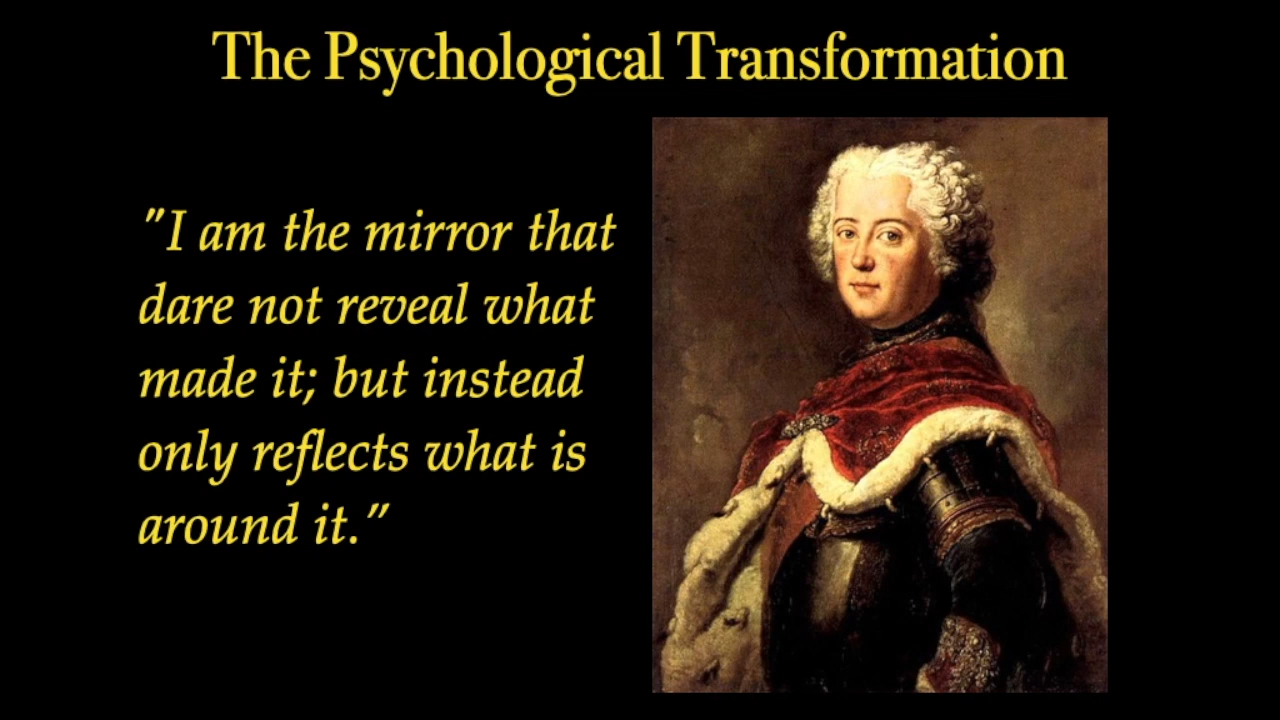 The Psychological Transformation
"I am the mirror that
dare not reveal what
made it; but instead
only reflects what is
around it.”